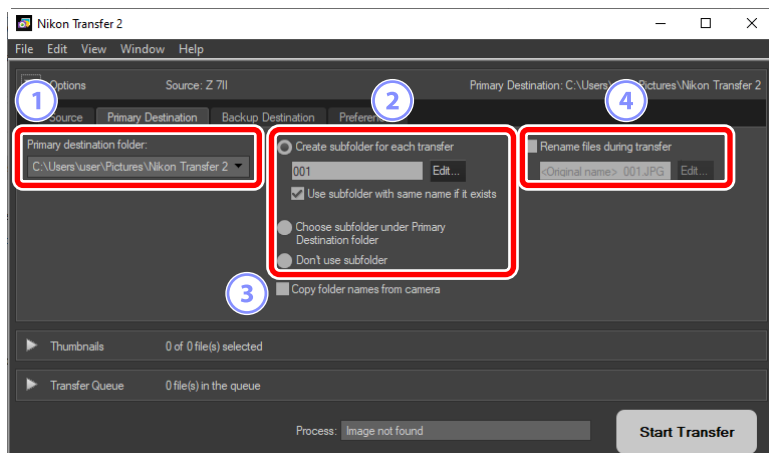 Nikon Transfer 2
File Edit View Window Help
Options Source: Z 7II Primary Destination: C:\Users\ \Pictures\Nikon Transfer 2
1 2 4
Source Primary Destination Backup Destination
Primary destination folder:
C:\Users\user\Pictures\Nikon Transfer 2
Create subfolder for each transfer
001 Edit...
Use subfolder with same name if it exists
Choose subfolder under Primary
Destination folder
Don't use subfolder
Rename files during transfer
<Original name> 001.JPG Edit...
3 Copy folder names from camera
Thumbnails 0 of 0 file(s) selected
Transfer Queue 0 file(s) in the queue
Process: Image not found
Start Transfer